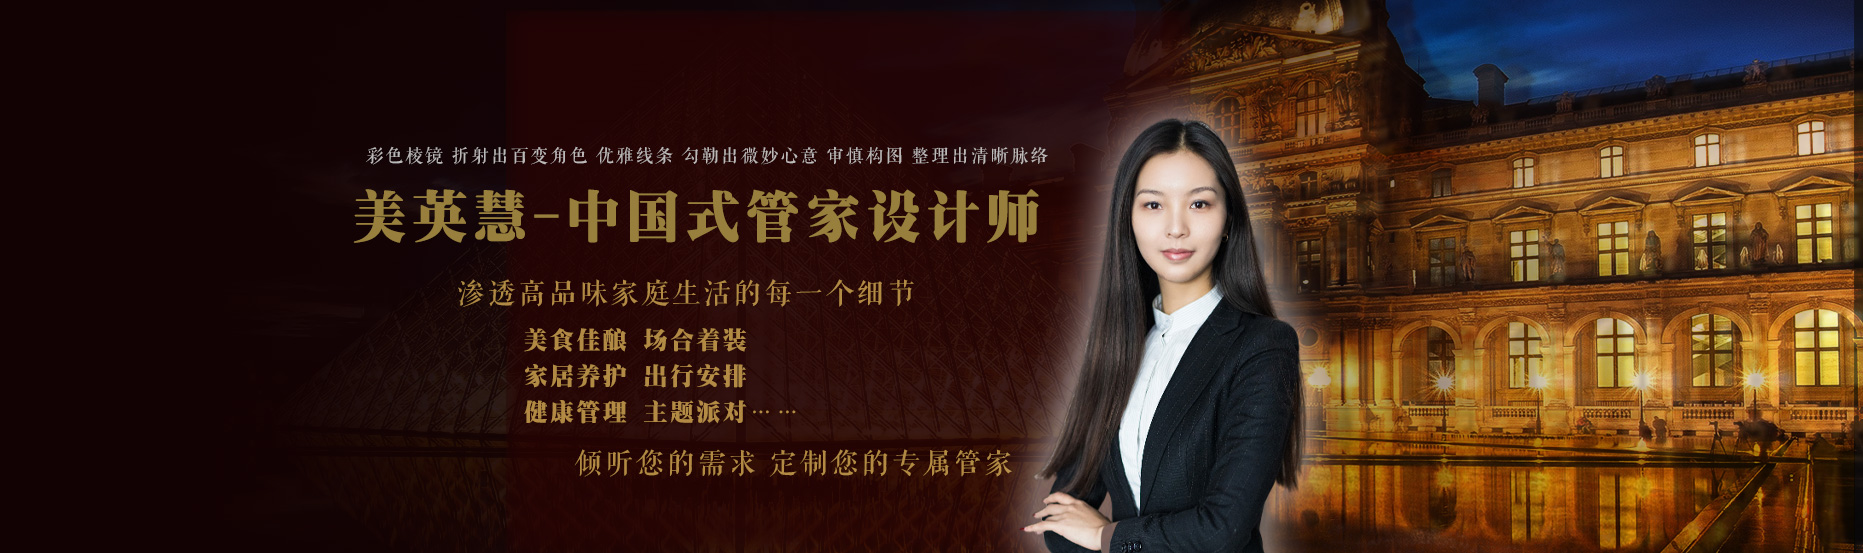 彩色棱镜 折射出百变角色 优雅线条 勾勒出微妙心意 审慎构图 整理出清晰脉络
美英慧-中国式管家设计师
渗透高品味家庭生活的每一个细节
美食佳酿 场合着装
家居养护 出行安排
健康管理 主题派对……
倾听您的需求 定制您的专属管家